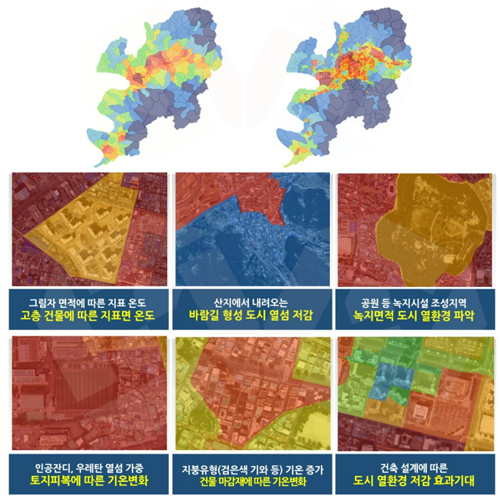 그림자 면적에 따른 지표 온도
고층 건물에 따른 지표면 온도
산지에서 내려오는
바람길 형성 도시 열섬 저감
공원 등 녹지시설 조성지역
녹지면적 도시 열환경 파악
인공잔디, 우레탄 열섬 가중
토지피복에 따른 기온변화
지붕유형(검은색 기와 등) 기온 증가
건물 마감재에 따른 기온변화
건축 설계에 따른
도시 열환경 저감 효과기대